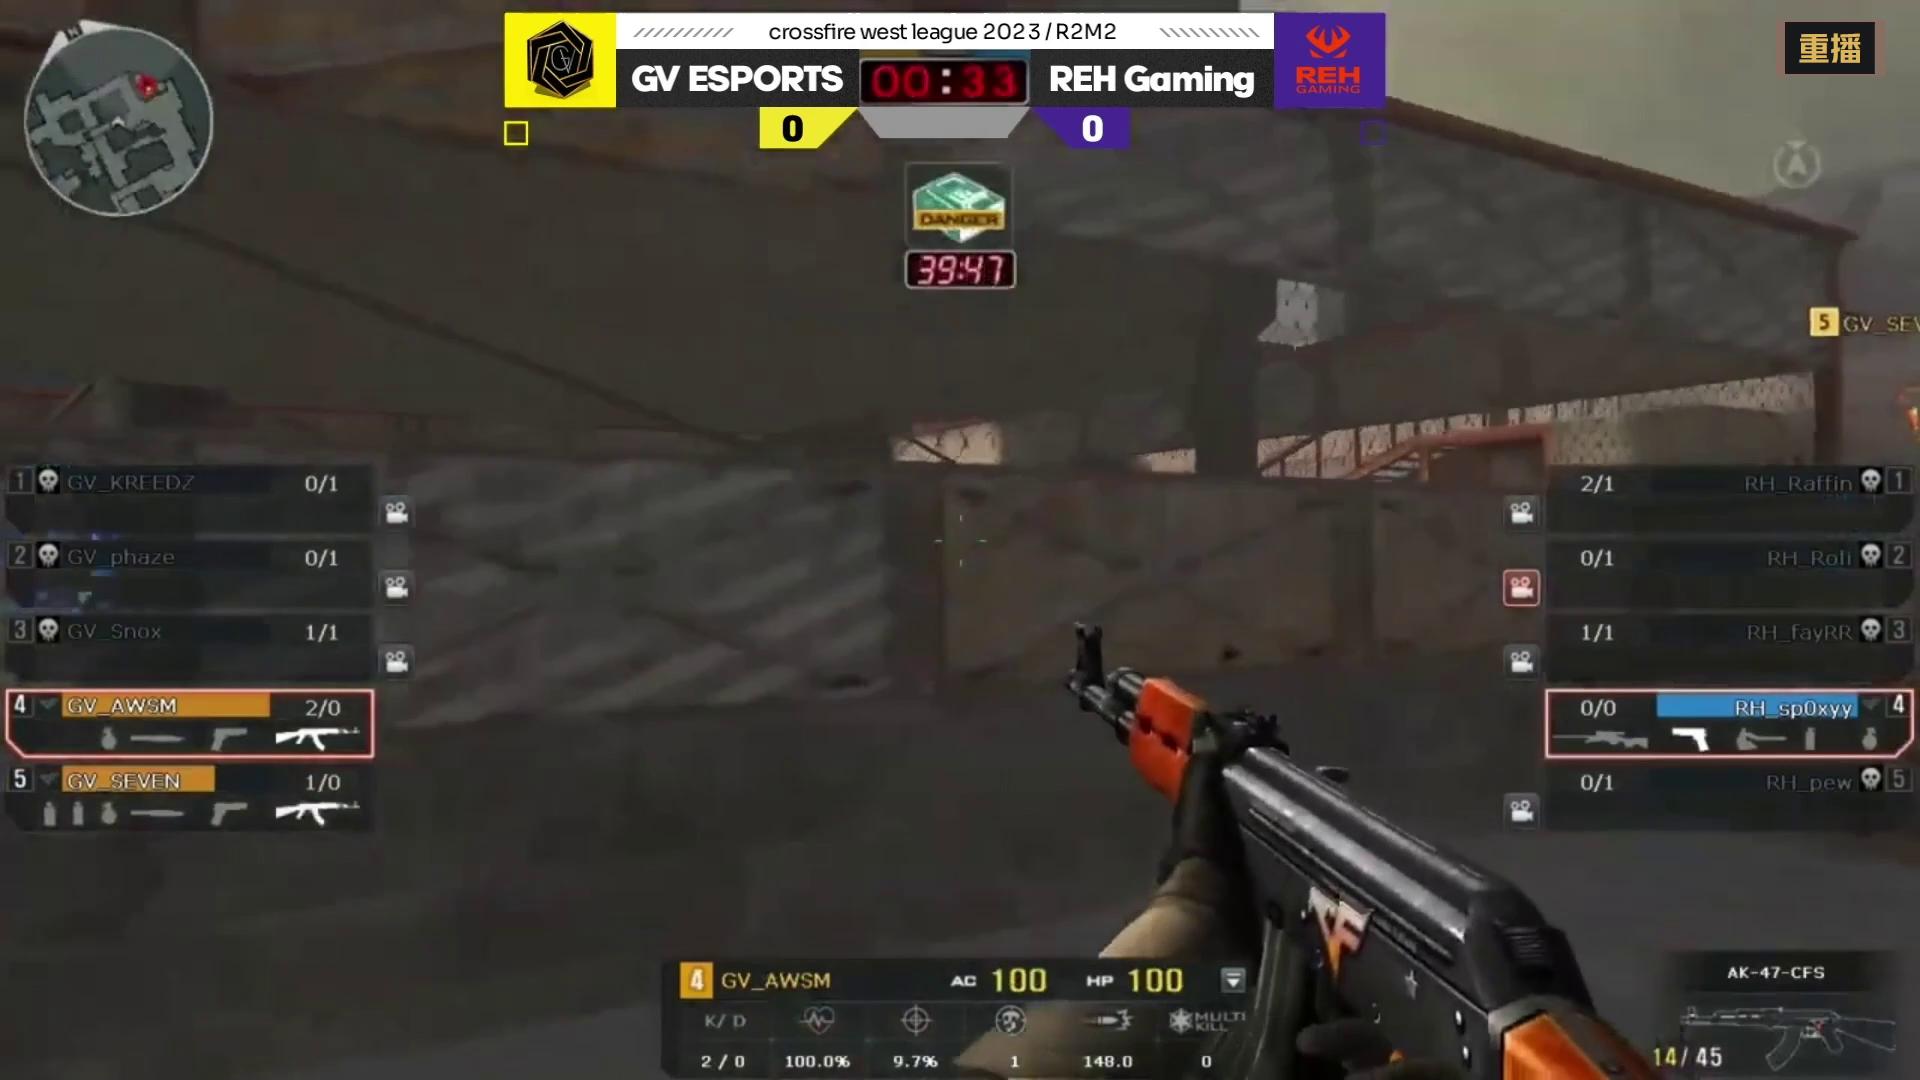 crossfire west league 2023 / R2M2
GV ESPORTS
00:33
REH Gaming
REH
GAMING
重播
0
0
DANGER
39:47
5 GV_SEV
1 GV_KREEDZ 0/1
2 GV_phaze 0/1
3 GV_Snox 1/1
4 GV_AWSM 2/0
5 GV_SEVEN 1/0
2/1 RH_Raffin 1
0/1 RH_Roli 2
1/1 RH_fayRR 3
0/0 RH_sp0xyy 4
0/1 RH_pew 5
4 GV_AWSM AC 100 HP 100
K/ D MULTI KILL
2 / 0 100.0% 9.7% 1 148.0 0
AK-47-CFS
14/ 45